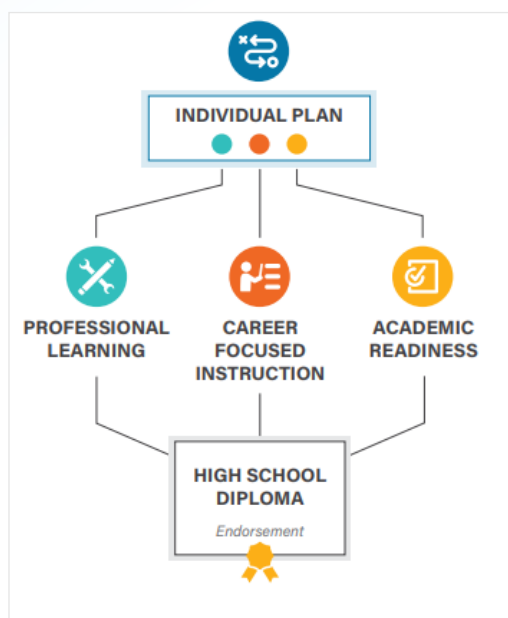 INDIVIDUAL PLAN
PROFESSIONAL
LEARNING
CAREER
FOCUSED
INSTRUCTION
ACADEMIC
READINESS
HIGH SCHOOL
DIPLOMA
Endorsement